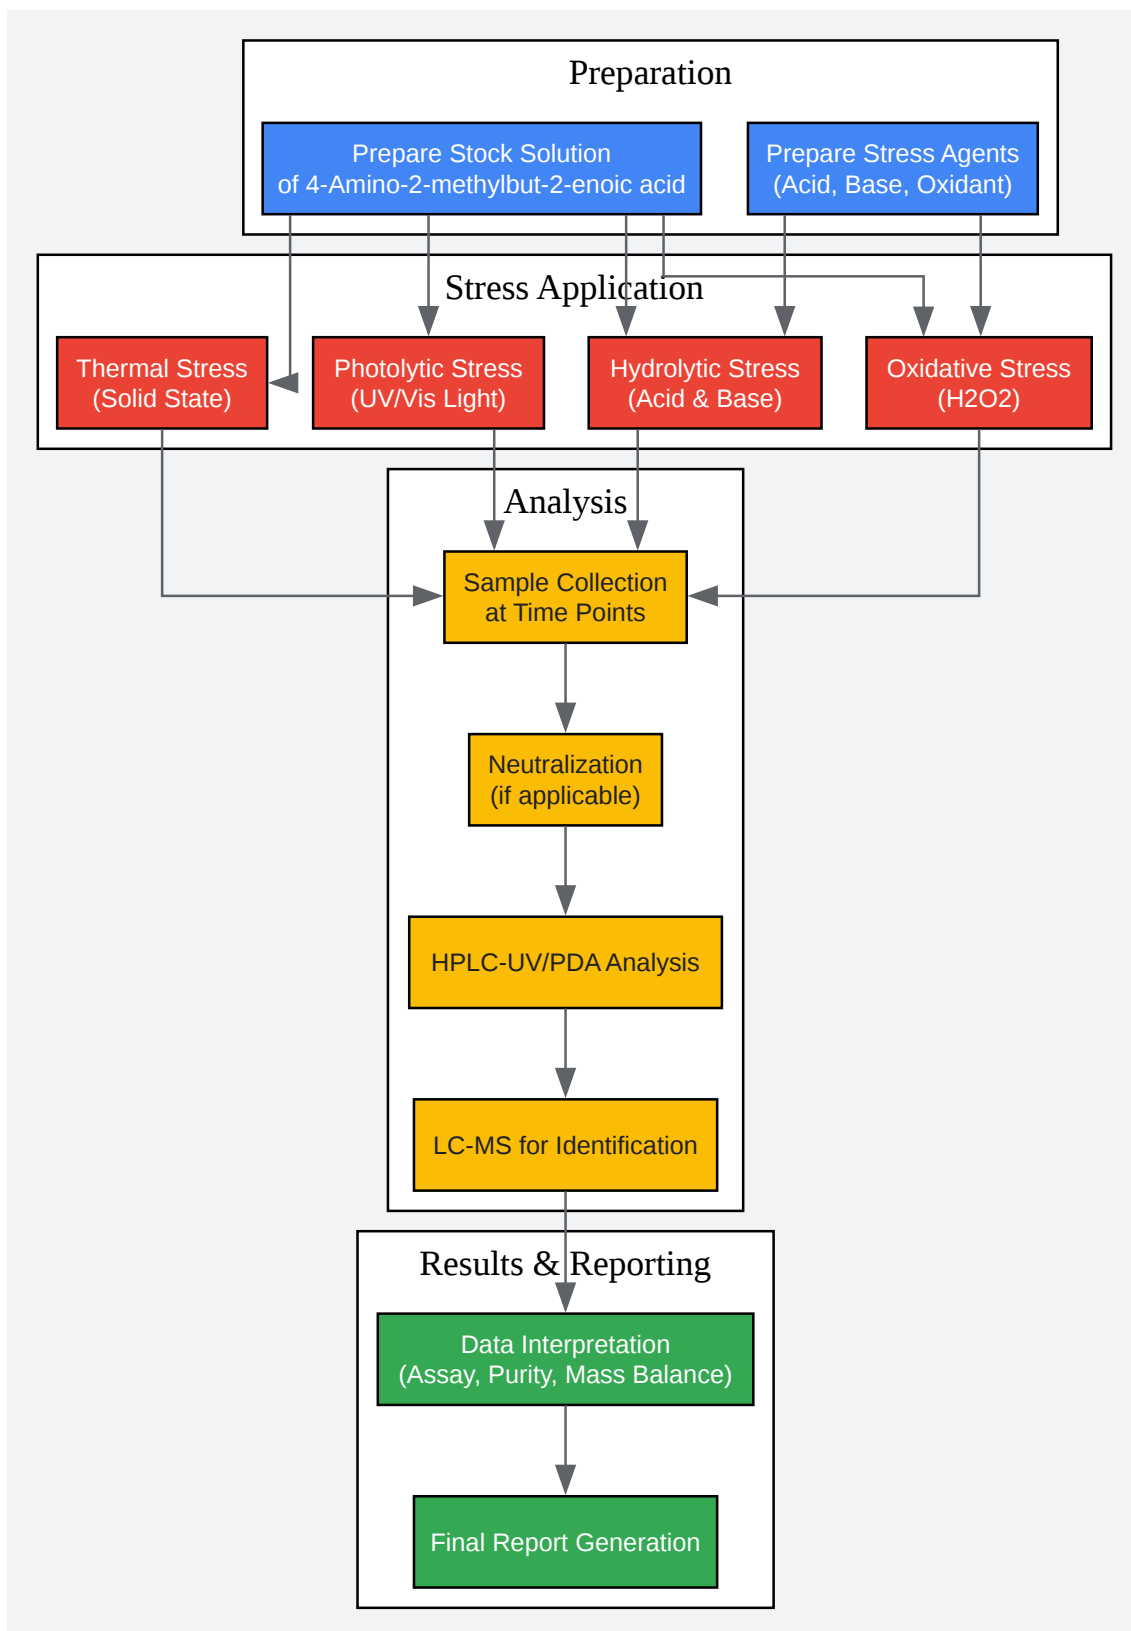 Preparation
Prepare Stock Solution
of 4-Amino-2-methylbut-2-enoic acid
Prepare Stress Agents
(Acid, Base, Oxidant)
Stress Application
Thermal Stress
(Solid State)
Photolytic Stress
(UV/Vis Light)
Hydrolytic Stress
(Acid & Base)
Oxidative Stress
(H2O2)
Analysis
Sample Collection
at Time Points
Neutralization
(if applicable)
HPLC-UV/PDA Analysis
LC-MS for Identification
Results & Reporting
Data Interpretation
(Assay, Purity, Mass Balance)
Final Report Generation